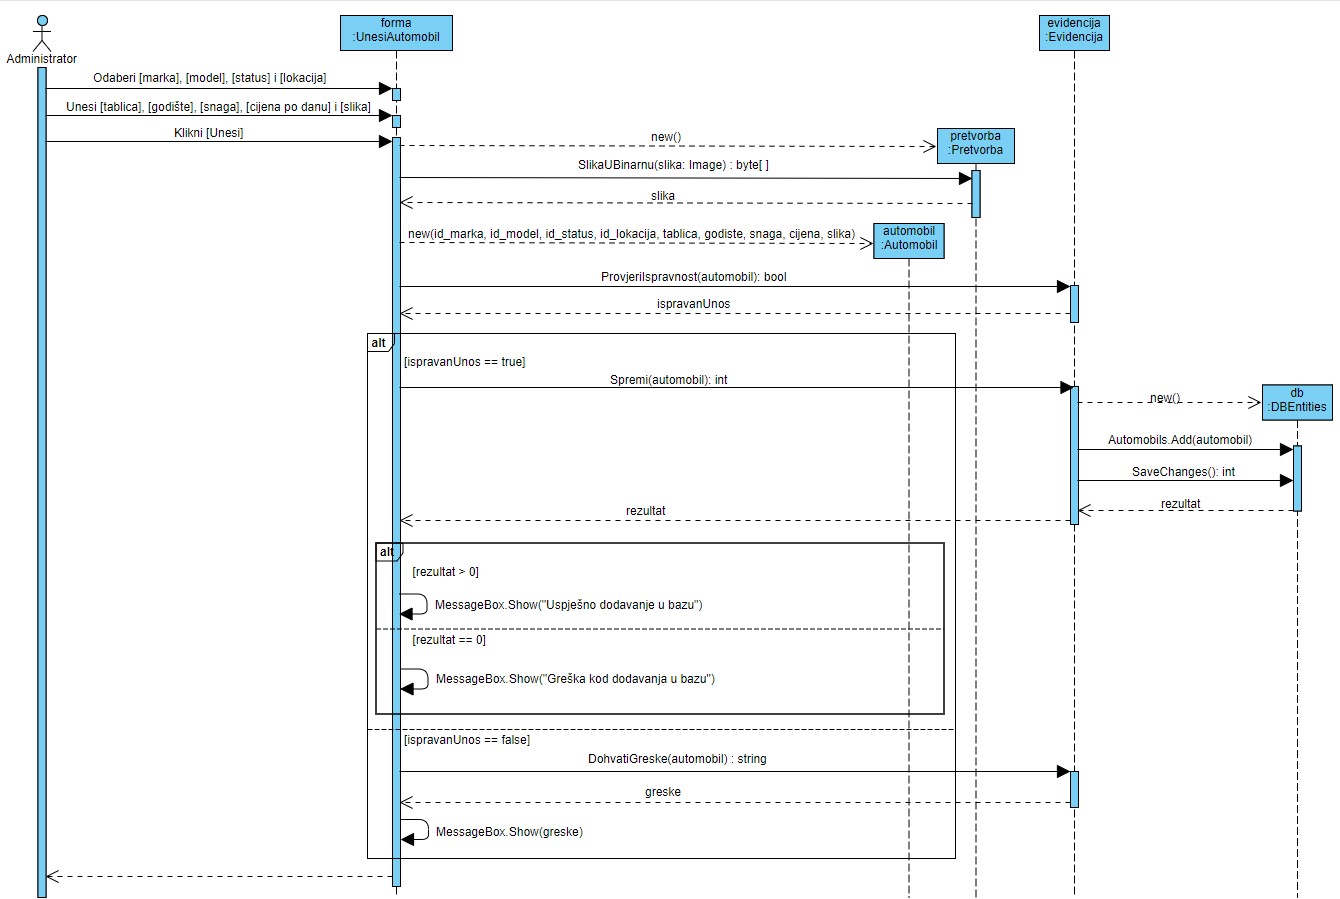 forma
:UnesiAutomobil
evidencija
:Evidencija
Administrator
Odaberi [marka], [model], [status] i [lokacija]
Unesi [tablica], [godište], [snaga], [cijena po danu] i [slika]
Klikni [Unesi]
new()
pretvorba
:Pretvorba
SlikaUBinarnu(slika: Image) : byte[ ]
slika
new(id_marka, id_model, id_status, id_lokacija, tablica, godiste, snaga, cijena, slika)
automobil
:Automobil
ProvjeriIspravnost(automobil): bool
ispravanUnos
alt
[ispravanUnos == true]
Spremi(automobil): int
new()
db
:DBEntities
Automobils.Add(automobil)
SaveChanges(): int
rezultat
rezultat
alt
[rezultat > 0]
MessageBox.Show("Uspješno dodavanje u bazu")
[rezultat == 0]
MessageBox.Show("Greška kod dodavanja u bazu")
[ispravanUnos == false]
DohvatiGreske(automobil) : string
greske
MessageBox.Show(greske)